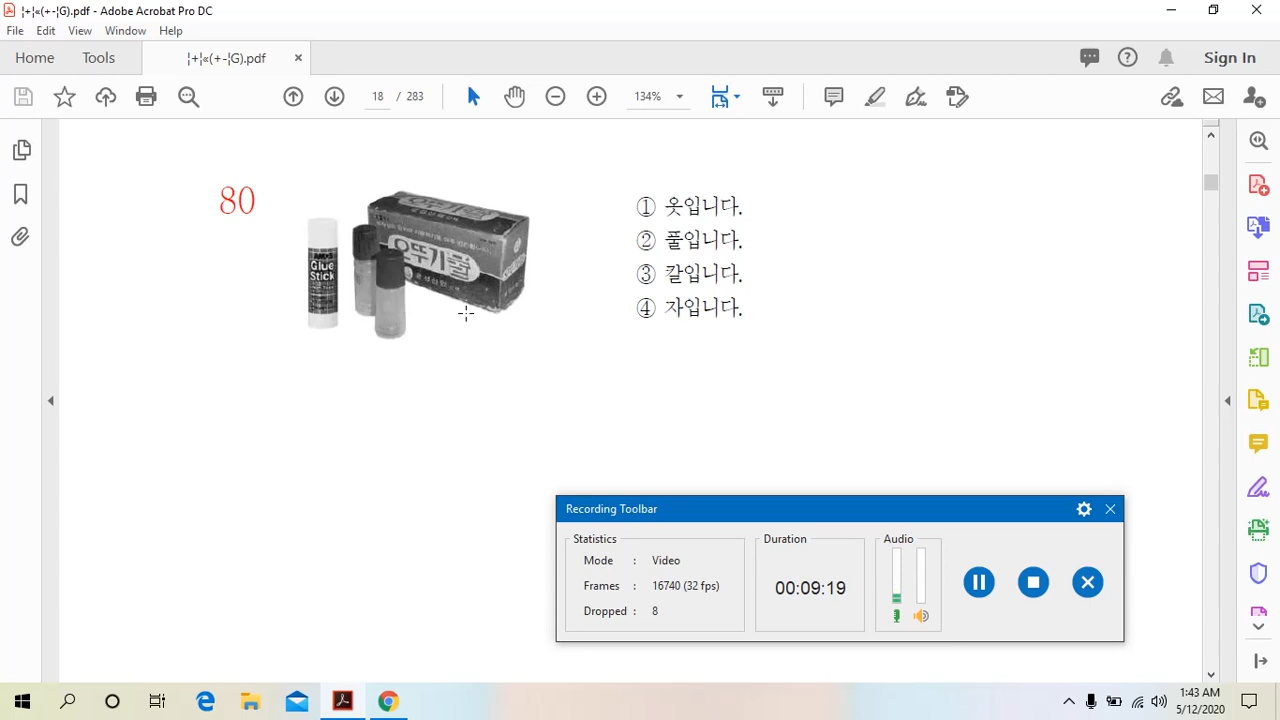 ¦+¦«(+-¦G).pdf - Adobe Acrobat Pro DC
File Edit View Window Help
Home Tools ¦+¦«(+-¦G).pdf × Sign In
18 / 283 134%
80
① 옷입니다.
② 풀입니다.
③ 칼입니다.
④ 자입니다.
Glue
Stick
오뚜기풀
Recording Toolbar
Statistics Duration Audio
Mode : Video
Frames : 16740 (32 fps)
Dropped : 8
00:09:19
1:43 AM
5/12/2020